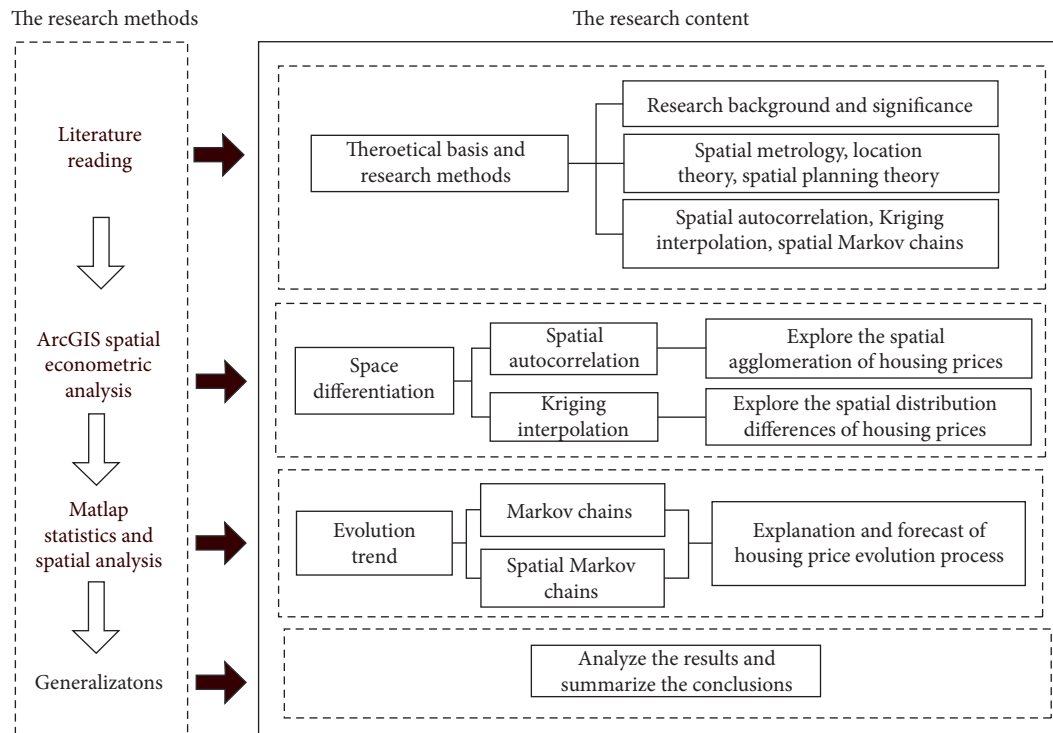 The research methods
The research content
Literature
reading
Theroetical basis and
research methods
Research background and significance
Spatial metrology, location
theory, spatial planning theory
Spatial autocorrelation, Kriging
interpolation, spatial Markov chains
ArcGIS spatial
econometric
analysis
Space
differentiation
Spatial
autocorrelation
Explore the spatial
agglomeration of housing prices
Kriging
interpolation
Explore the spatial distribution
differences of housing prices
Matlap
statistics and
spatial analysis
Evolution
trend
Markov chains
Spatial Markov
chains
Explanation and forecast of
housing price evolution process
Generalizatons
Analyze the results and
summarize the conclusions